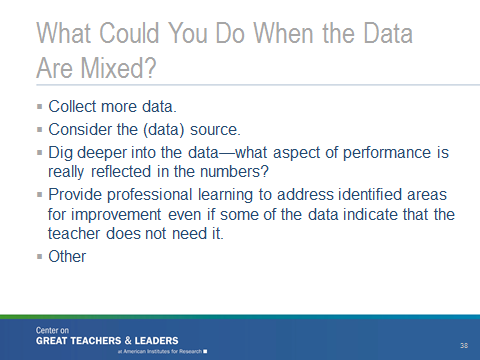 What Could You Do When the Data
Are Mixed?
▪ Collect more data.
▪ Consider the (data) source.
▪ Dig deeper into the data—what aspect of performance is
really reflected in the numbers?
▪ Provide professional learning to address identified areas
for improvement even if some of the data indicate that the
teacher does not need it.
▪ Other
Center on
GREAT TEACHERS & LEADERS
at American Institutes for Research ■
38